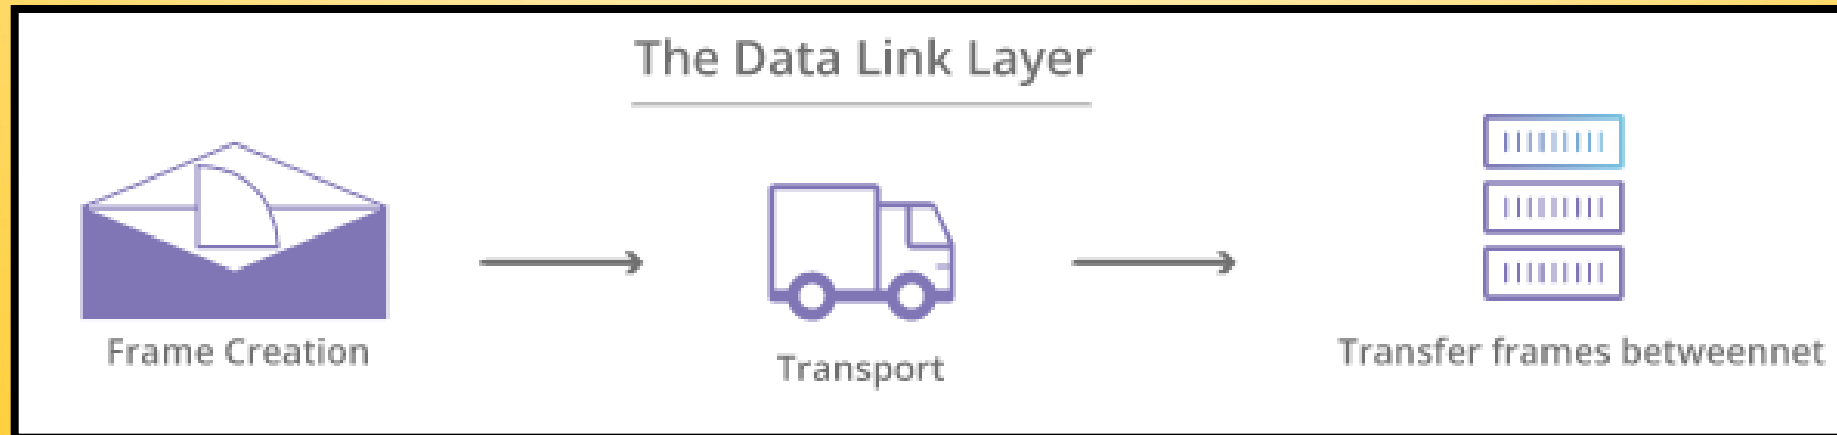 The Data Link Layer
Frame Creation
Transport
Transfer frames betweennet